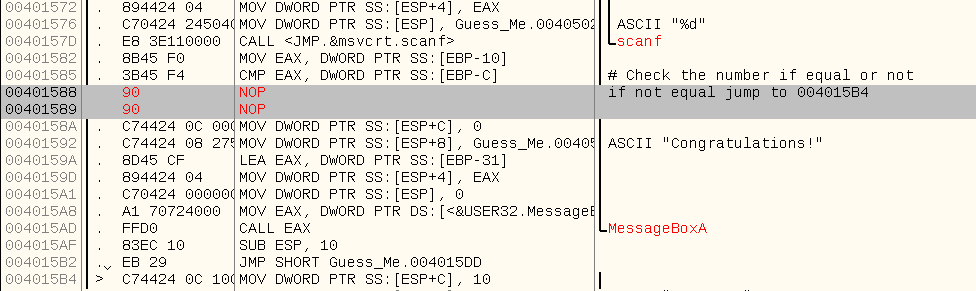 00401572 . 894424 04 MOV DWORD PTR SS:[ESP+4], EAX
00401576 . C70424 245040 MOV DWORD PTR SS:[ESP], Guess_Me.0040502 ASCII "%d"
0040157D . E8 3E110000 CALL <JMP.&msvcrt.scanf> scanf
00401582 . 8B45 F0 MOV EAX, DWORD PTR SS:[EBP-10]
00401585 . 3B45 F4 CMP EAX, DWORD PTR SS:[EBP-C] # Check the number if equal or not
00401588 90 NOP if not equal jump to 004015B4
00401589 90 NOP
0040158A . C74424 0C 000 MOV DWORD PTR SS:[ESP+C], 0
00401592 . C74424 08 275 MOV DWORD PTR SS:[ESP+8], Guess_Me.00405 ASCII "Congratulations!"
0040159A . 8D45 CF LEA EAX, DWORD PTR SS:[EBP-31]
0040159D . 894424 04 MOV DWORD PTR SS:[ESP+4], EAX
004015A1 . C70424 000000 MOV DWORD PTR SS:[ESP], 0
004015A8 . A1 70724000 MOV EAX, DWORD PTR DS:[<&USER32.MessageB
004015AD . FFD0 CALL EAX MessageBoxA
004015AF . 83EC 10 SUB ESP, 10
004015B2 . EB 29 JMP SHORT Guess_Me.004015DD
004015B4 > C74424 0C 100 MOV DWORD PTR SS:[ESP+C], 10